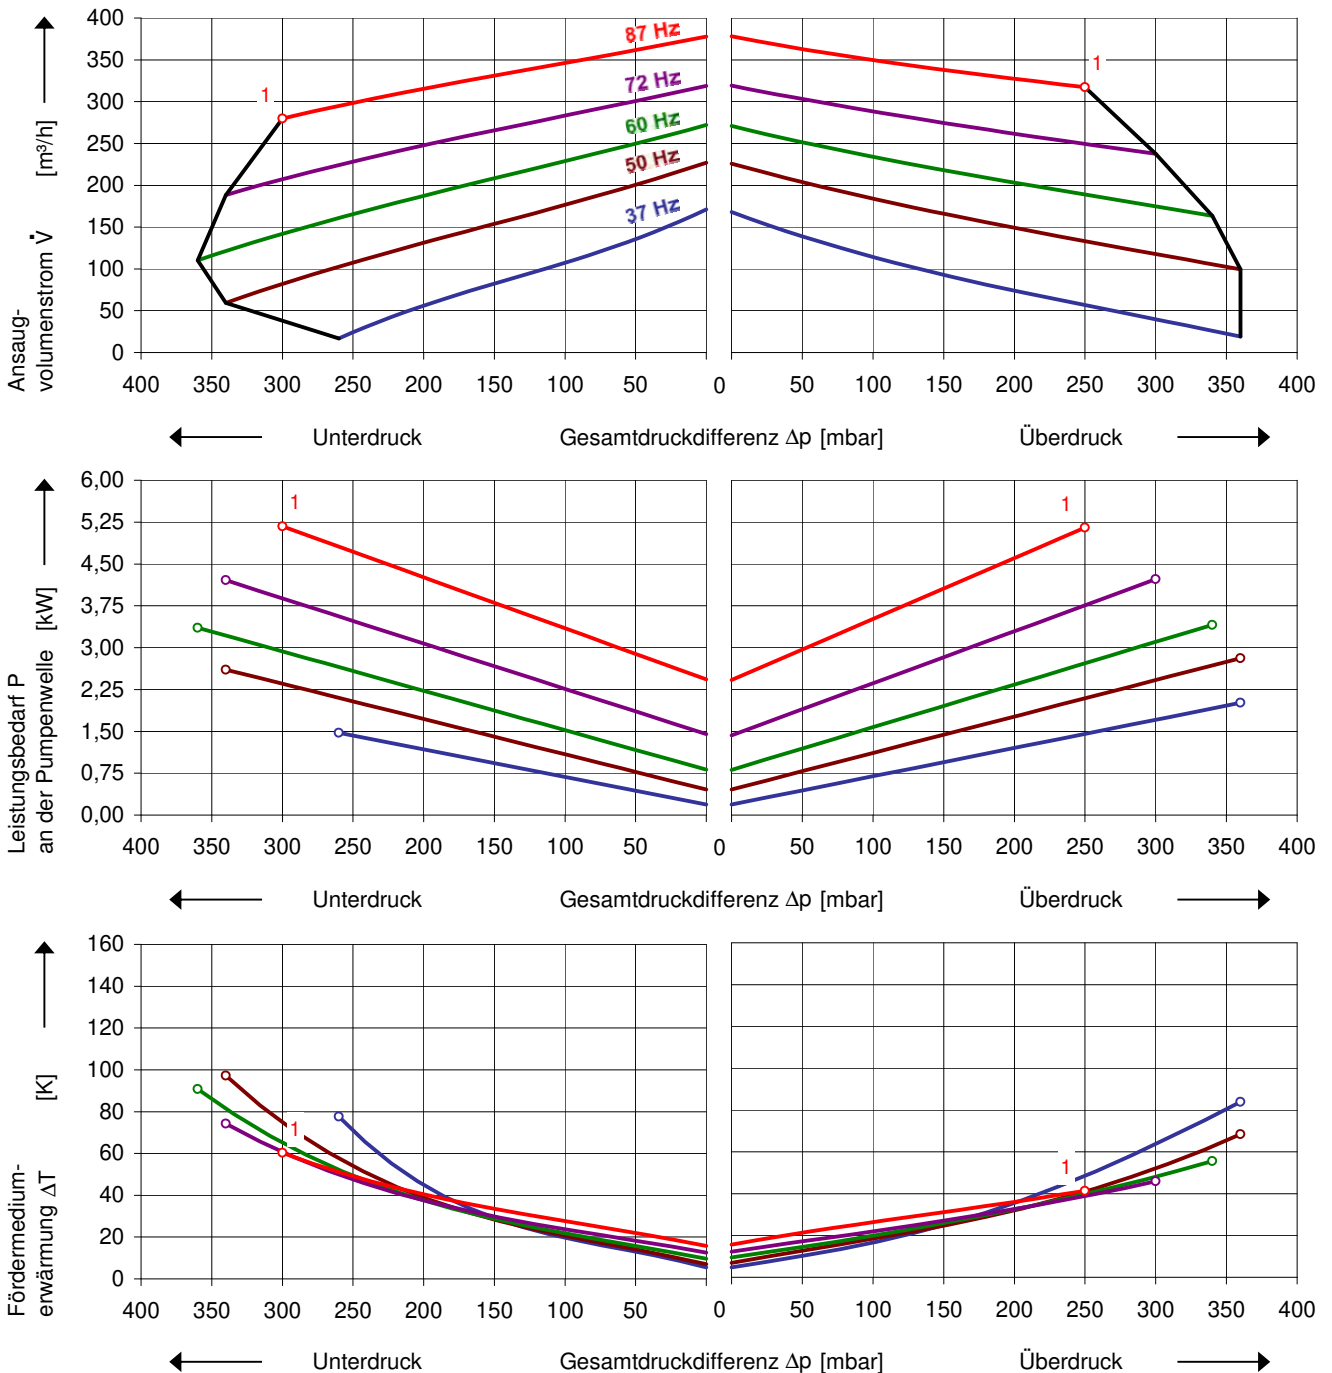 400
350
300
250
200
150
100
50
0
[m³/h]
Ansaug-
volumenstrom V̇
87 Hz
72 Hz
60 Hz
50 Hz
37 Hz
1
1
400 350 300 250 200 150 100 50 0 50 100 150 200 250 300 350 400
Unterdruck Gesamtdruckdifferenz Δp [mbar] Überdruck
6,00
5,25
4,50
3,75
3,00
2,25
1,50
0,75
0,00
Leistungsbedarf P
an der Pumpenwelle [kW]
1
1
400 350 300 250 200 150 100 50 0 50 100 150 200 250 300 350 400
Unterdruck Gesamtdruckdifferenz Δp [mbar] Überdruck
160
140
120
100
80
60
40
20
0
[K]
Fördermedium-
erwärmung ΔT
1
1
400 350 300 250 200 150 100 50 0 0 50 100 150 200 250 300 350 400
Unterdruck Gesamtdruckdifferenz Δp [mbar] Überdruck